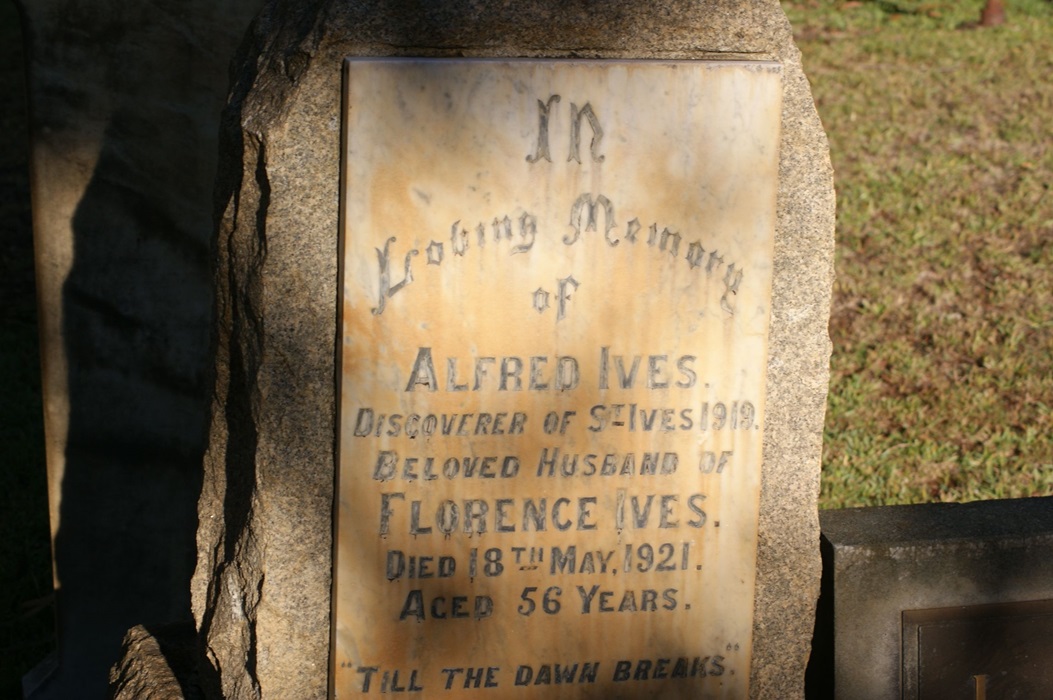 In
Loving Memory
of
ALFRED IVES.
DISCOVERER OF ST. IVES 1919.
BELOVED HUSBAND OF
FLORENCE IVES.
DIED 18TH MAY, 1921.
AGED 56 YEARS.
"TILL THE DAWN BREAKS."